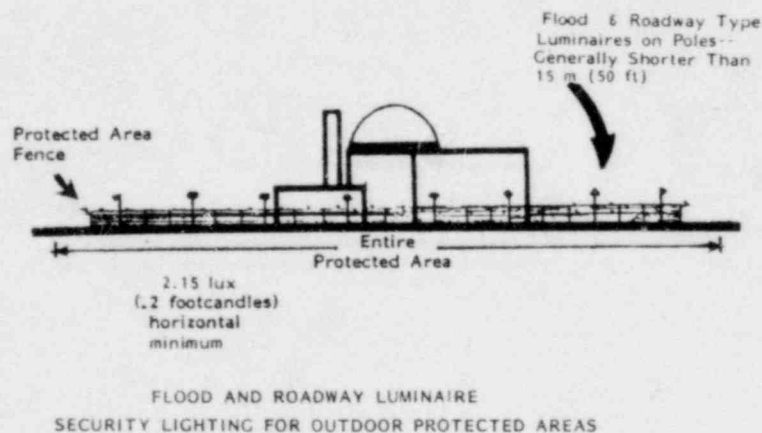 Flood & Roadway Type
Luminaires on Poles--
Generally Shorter Than
15 m (50 ft)
Protected Area
Fence
Entire
Protected Area
2.15 lux
(.2 footcandles)
horizontal
minimum
FLOOD AND ROADWAY LUMINAIRE
SECURITY LIGHTING FOR OUTDOOR PROTECTED AREAS